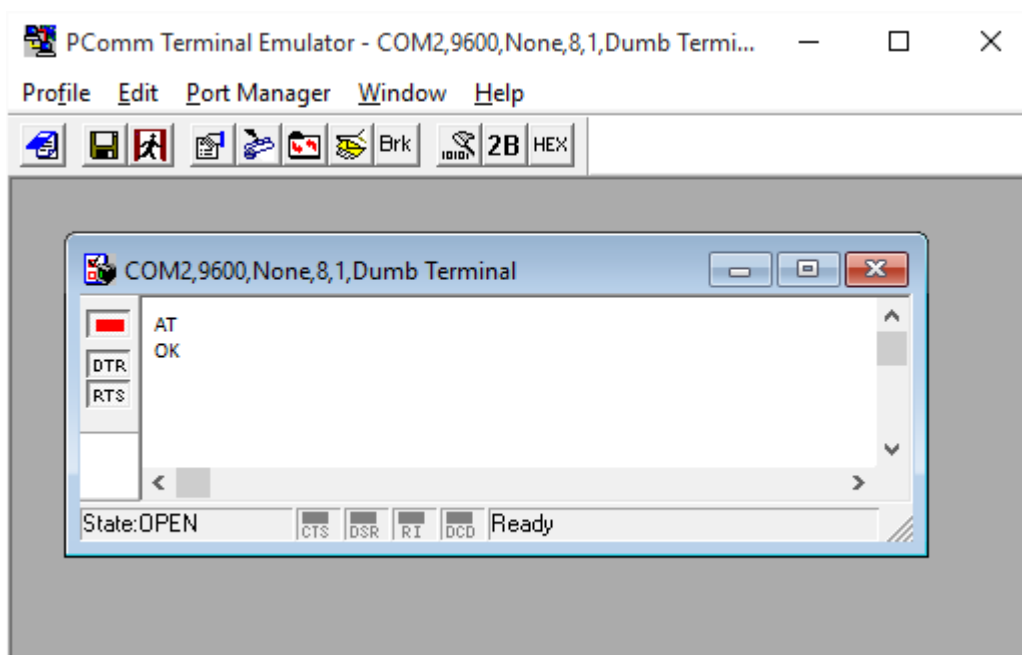 PComm Terminal Emulator - COM2,9600,None,8,1,Dumb Termi...
Profile Edit Port Manager Window Help
Brk 2B HEX
COM2,9600,None,8,1,Dumb Terminal
AT
OK
DTR
RTS
State:OPEN CTS DSR RI DCD Ready